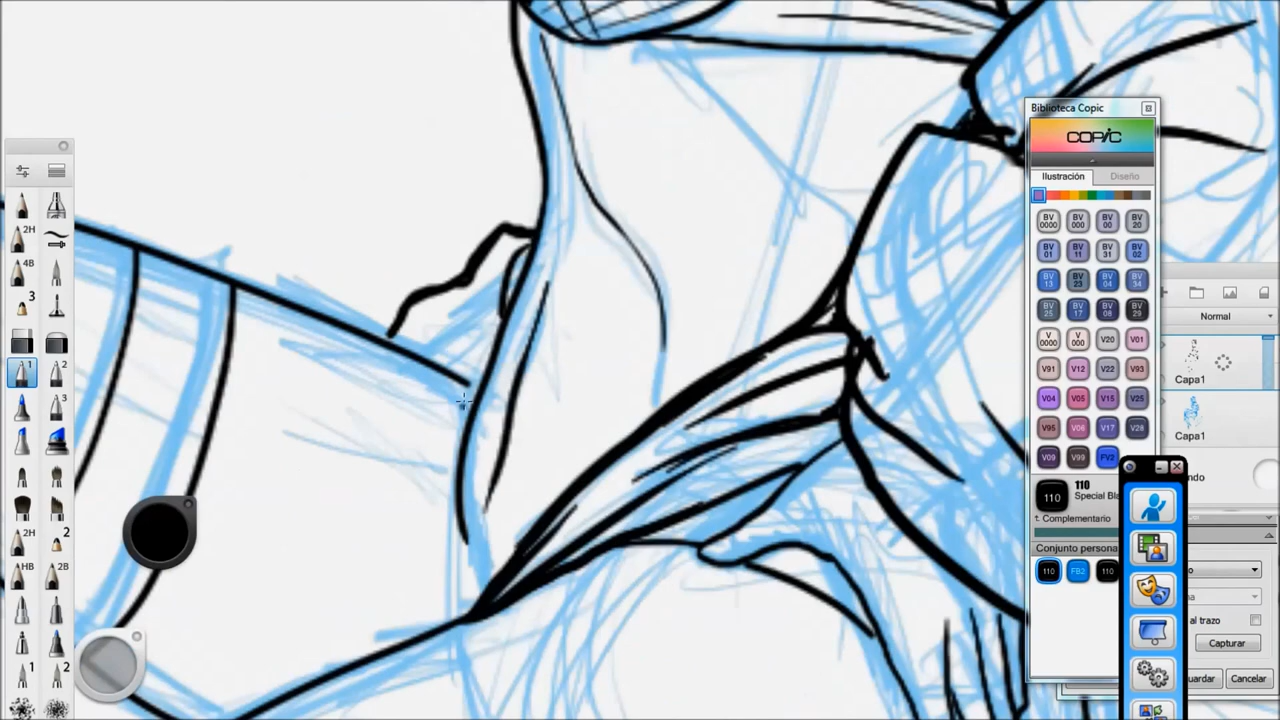 Biblioteca Copic
COPIC
Ilustración Diseño
BV 0000 BV 000 BV 00 BV 20
BV 01 BV 11 BV 31 BV 02
BV 13 BV 23 BV 04 BV 34
BV 25 BV 17 BV 08 BV 29
V 0000 V 000 V20 V01
V91 V12 V22 V93
V04 V05 V15 V25
V95 V06 V17 V28
V09 V99 FV2
110 110
Special Bla
1. Complementario
Conjunto persona
110 FB2 110
2H
4B
3
1 2
3
2H 2
HB 2B
1 2
Normal
Capa1
Capa1
ndo
al trazo
Capturar
uardar Cancelar